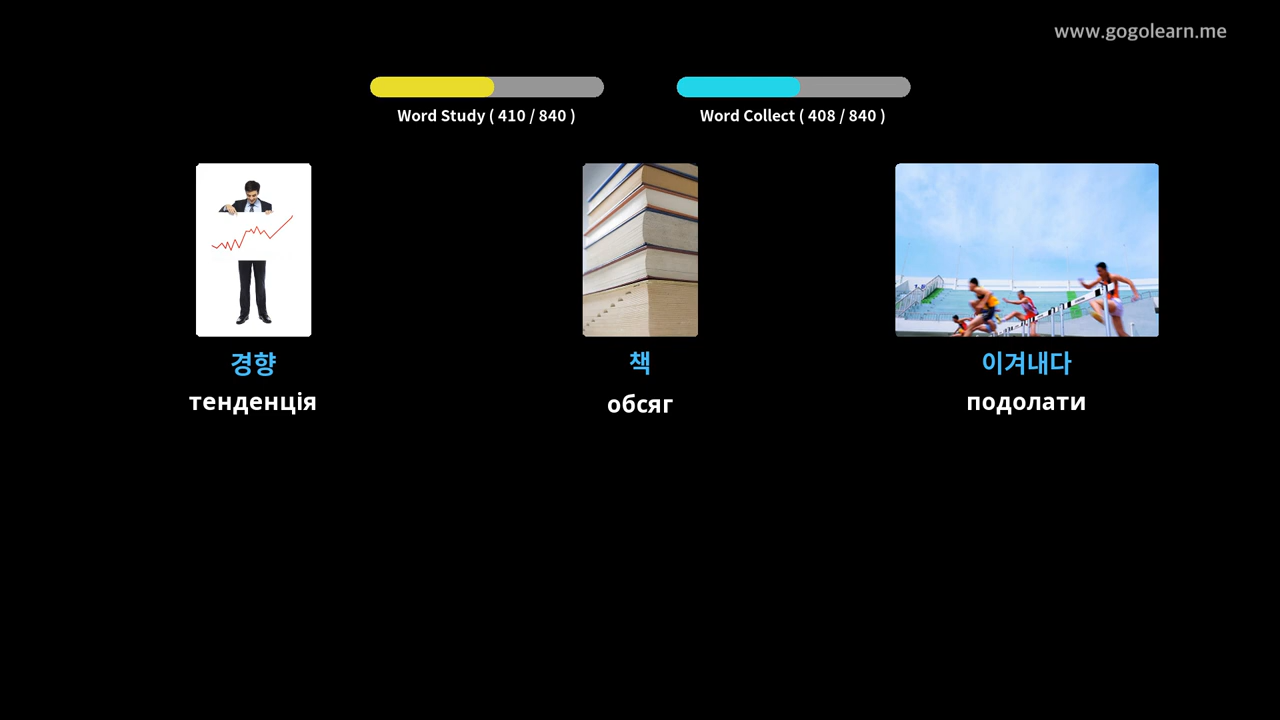 www.gogolearn.me
Word Study ( 410 / 840 )
Word Collect ( 408 / 840 )
경향
тенденція
책
обсяг
이겨내다
подолати